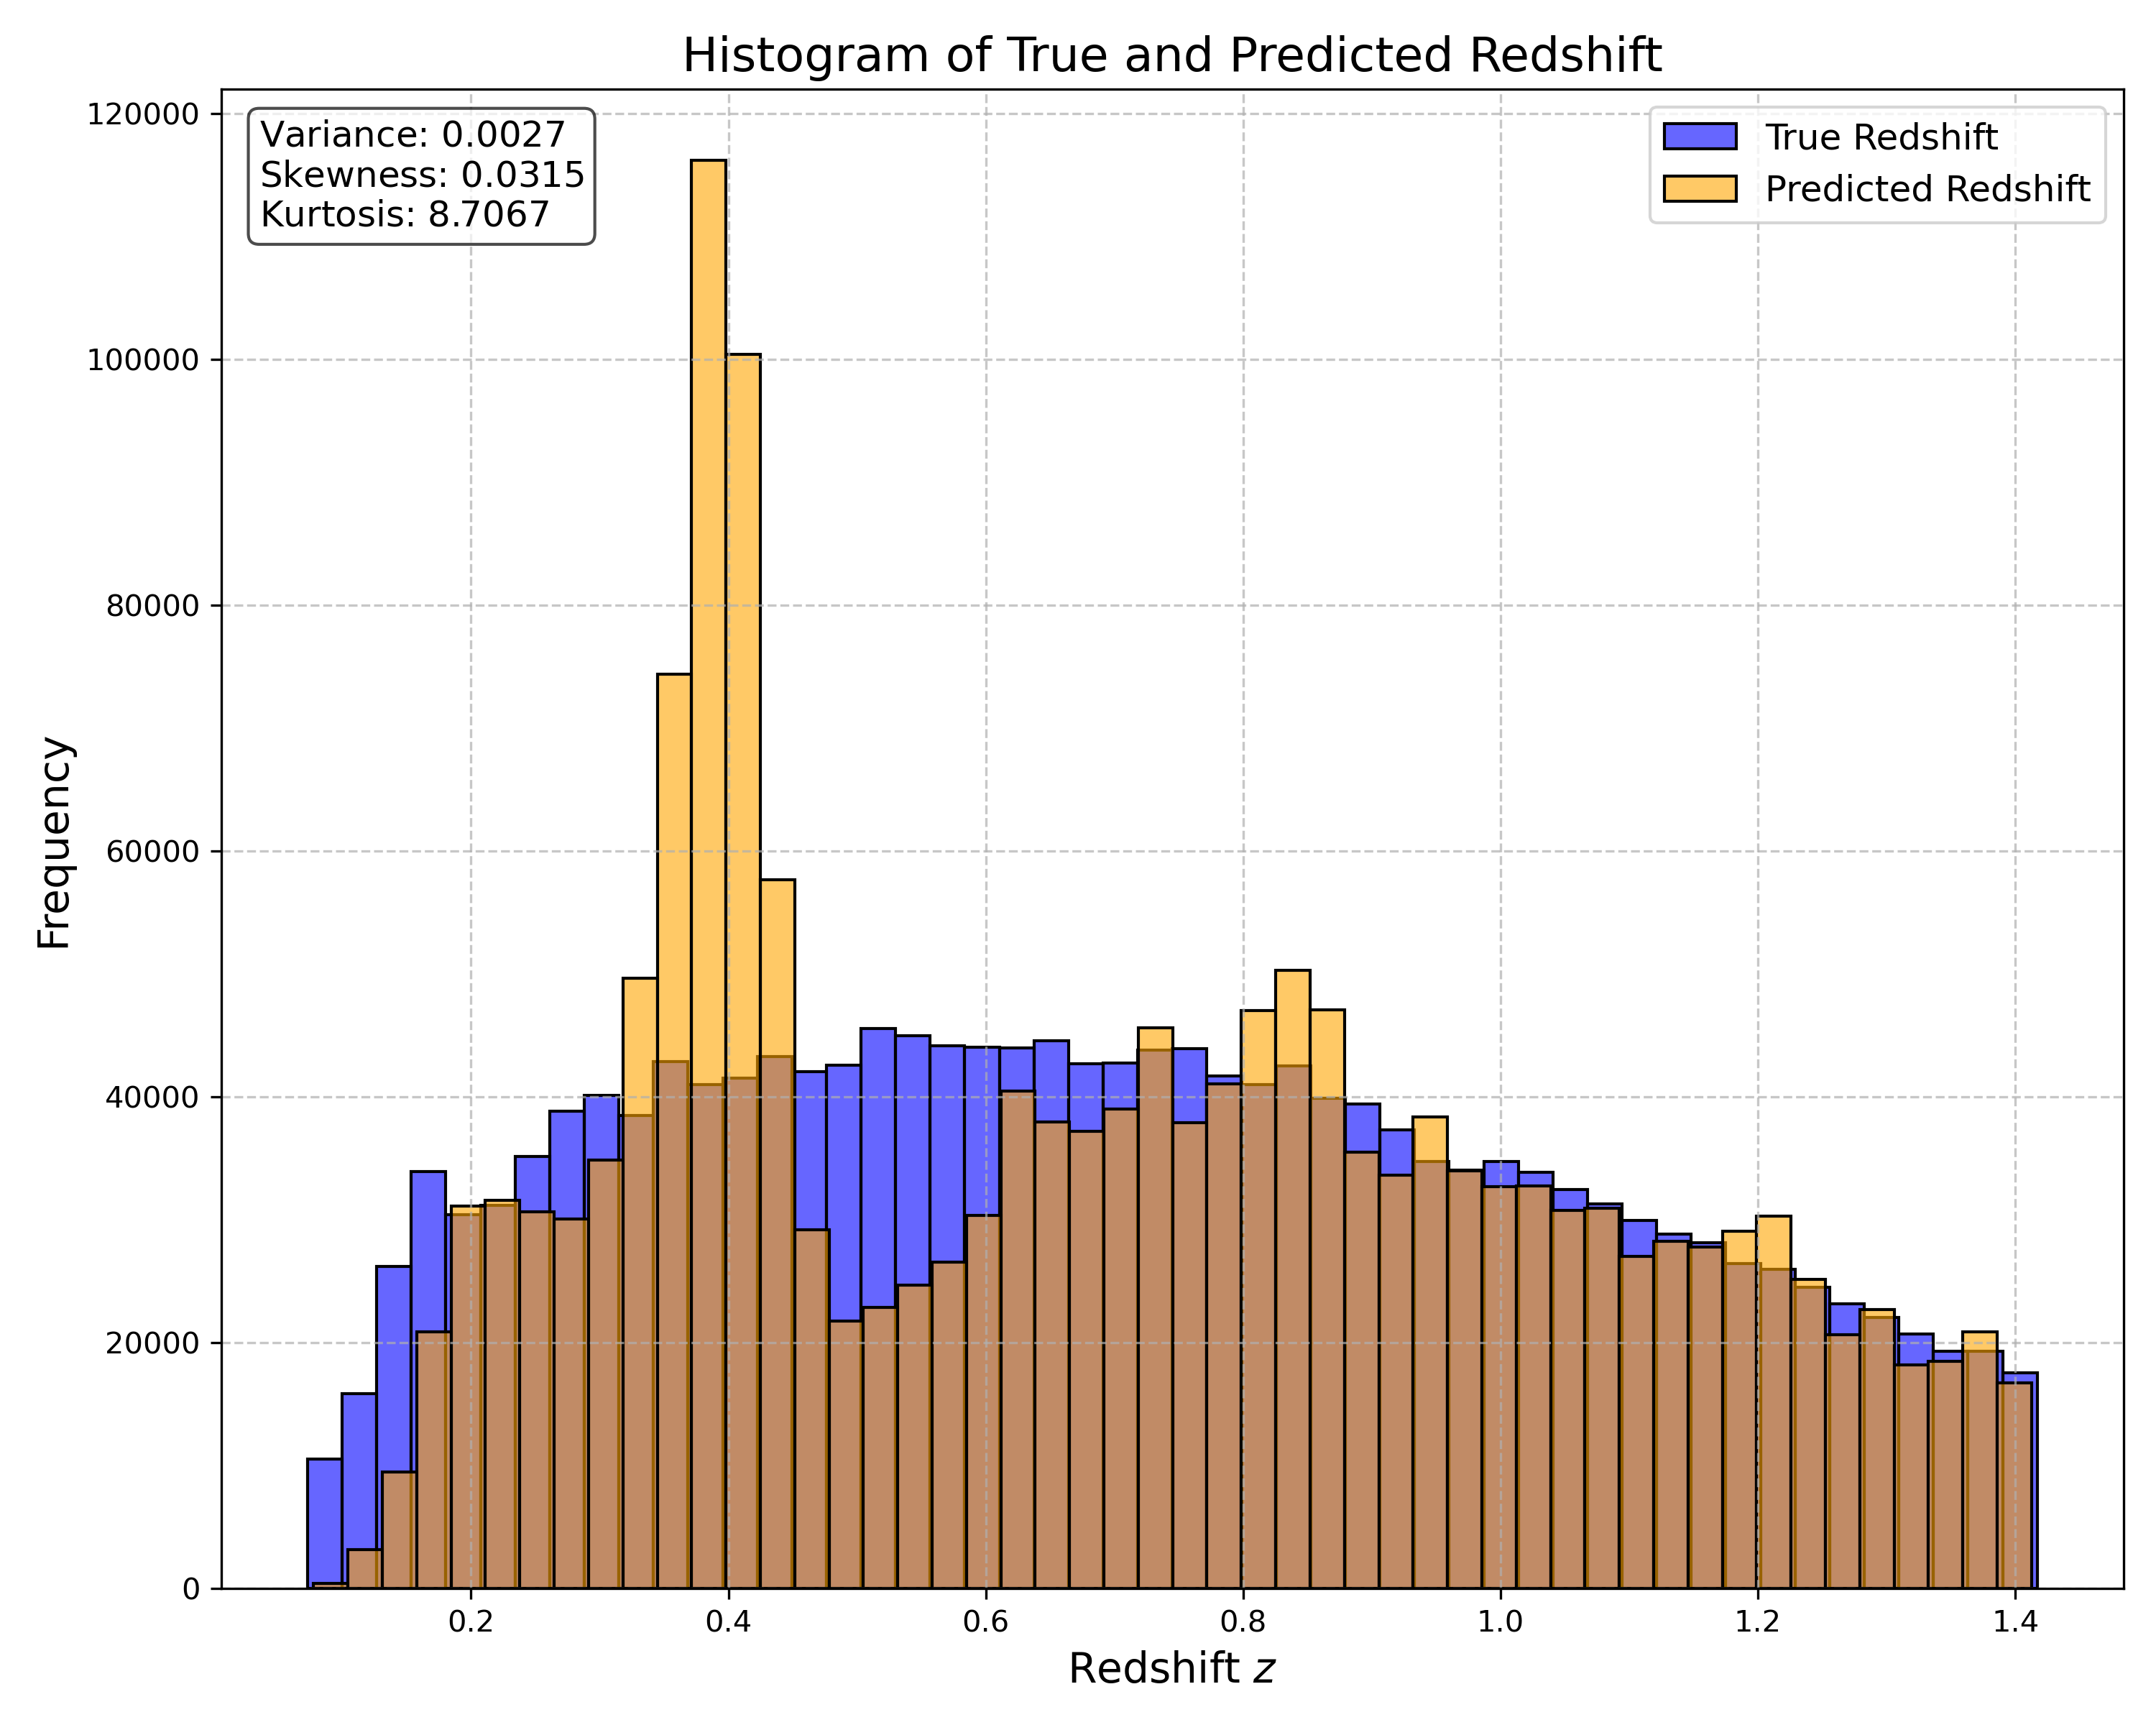 Histogram of True and Predicted Redshift
Variance: 0.0027
Skewness: 0.0315
Kurtosis: 8.7067
True Redshift
Predicted Redshift
120000
100000
80000
60000
40000
20000
0
Frequency
0.2 0.4 0.6 0.8 1.0 1.2 1.4
Redshift z